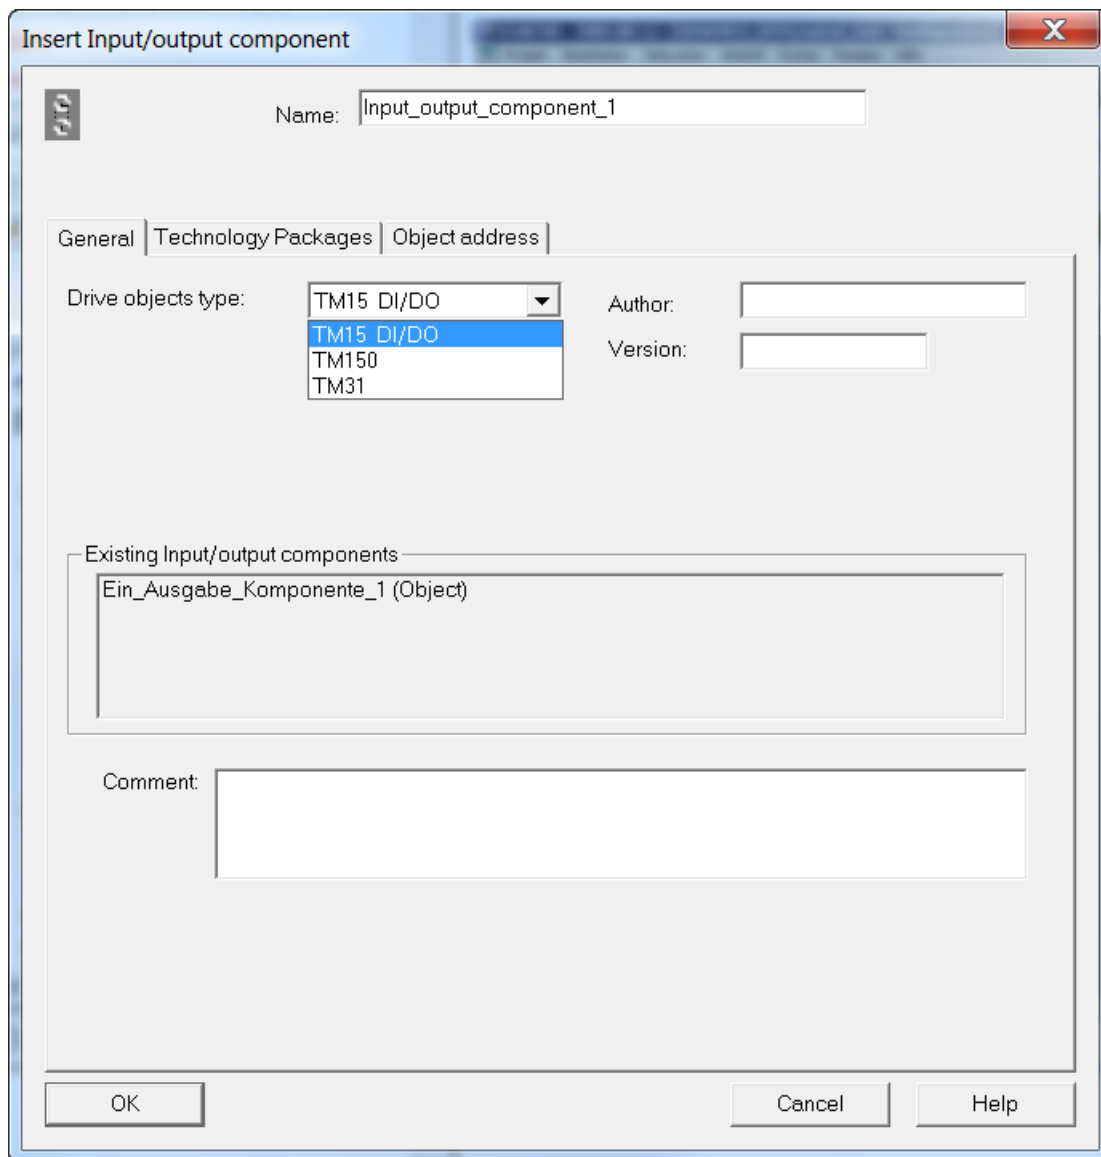 Insert Input/output component
X
Name: Input_output_component_1
General Technology Packages Object address
Drive objects type: TM15 DI/DO Author:
TM15 DI/DO
Version:
TM150
TM31
Existing Input/output components
Ein_Ausgabe_Komponente_1 (Object)
Comment:
OK Cancel Help